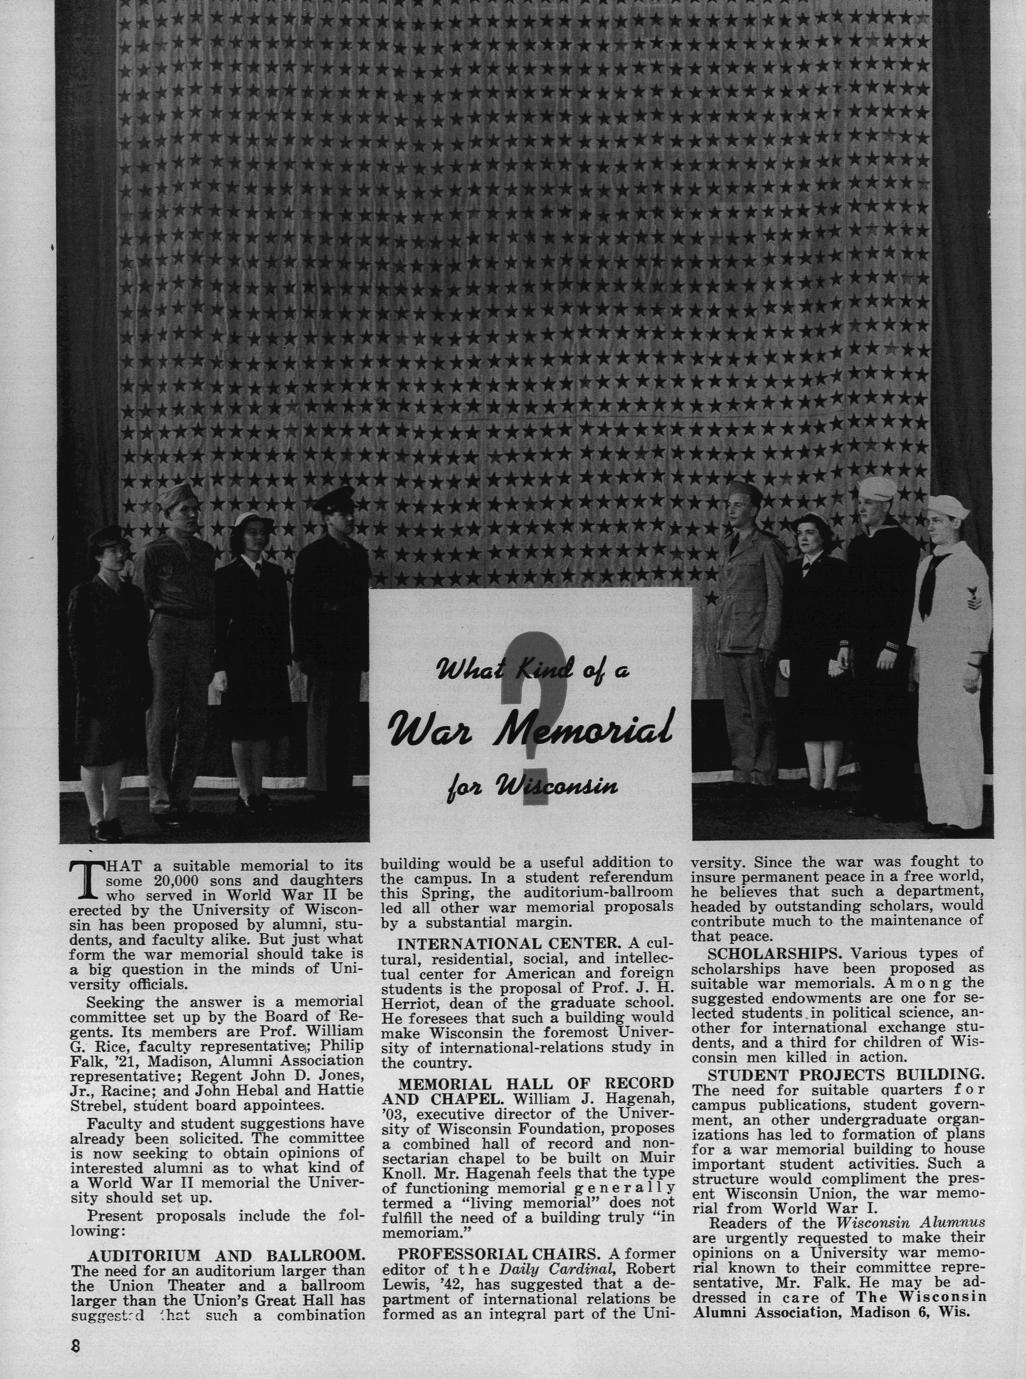 What Kind of a
War Memorial
for Wisconsin
?
THAT a suitable memorial to its
some 20,000 sons and daughters
who served in World War II be
erected by the University of Wiscon-
sin has been proposed by alumni, stu-
dents, and faculty alike. But just what
form the war memorial should take is
a big question in the minds of Uni-
versity officials.
Seeking the answer is a memorial
committee set up by the Board of Re-
gents. Its members are Prof. William
G. Rice, faculty representative; Philip
Falk, '21, Madison, Alumni Association
representative; Regent John D. Jones,
Jr., Racine; and John Hebal and Hattie
Strebel, student board appointees.
Faculty and student suggestions have
already been solicited. The committee
is now seeking to obtain opinions of
interested alumni as to what kind of
a World War II memorial the Univer-
sity should set up.
Present proposals include the fol-
lowing:
AUDITORIUM AND BALLROOM.
The need for an auditorium larger than
the Union Theater and a ballroom
larger than the Union's Great Hall has
suggested that such a combination
building would be a useful addition to
the campus. In a student referendum
this Spring, the auditorium-ballroom
led all other war memorial proposals
by a substantial margin.
INTERNATIONAL CENTER. A cul-
tural, residential, social, and intellec-
tual center for American and foreign
students is the proposal of Prof. J. H.
Herriot, dean of the graduate school.
He foresees that such a building would
make Wisconsin the foremost Univer-
sity of international-relations study in
the country.
MEMORIAL HALL OF RECORD
AND CHAPEL. William J. Hagenah,
'03, executive director of the Univer-
sity of Wisconsin Foundation, proposes
a combined hall of record and non-
sectarian chapel to be built on Muir
Knoll. Mr. Hagenah feels that the type
of functioning memorial generally
termed a "living memorial" does not
fulfill the need of a building truly "in
memoriam."
PROFESSORIAL CHAIRS. A former
editor of the Daily Cardinal, Robert
Lewis, '42, has suggested that a de-
partment of international relations be
formed as an integral part of the Uni-
versity. Since the war was fought to
insure permanent peace in a free world,
he believes that such a department,
headed by outstanding scholars, would
contribute much to the maintenance of
that peace.
SCHOLARSHIPS. Various types of
scholarships have been proposed as
suitable war memorials. Among the
suggested endowments are one for se-
lected students in political science, an-
other for international exchange stu-
dents, and a third for children of Wis-
consin men killed in action.
STUDENT PROJECTS BUILDING.
The need for suitable quarters for
campus publications, student govern-
ment, an other undergraduate organ-
izations has led to formation of plans
for a war memorial building to house
important student activities. Such a
structure would compliment the pres-
ent Wisconsin Union, the war memo-
rial from World War I.
Readers of the Wisconsin Alumnus
are urgently requested to make their
opinions on a University war memo-
rial known to their committee repre-
sentative, Mr. Falk. He may be ad-
dressed in care of The Wisconsin
Alumni Association, Madison 6, Wis.
8